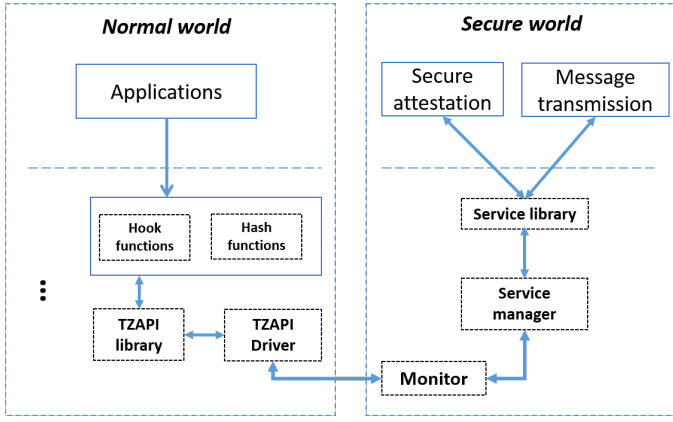 Normal world
Applications
Hook
functions
Hash
functions
TZAPI
library
TZAPI
Driver
Secure world
Secure
attestation
Message
transmission
Service library
Service
manager
Monitor